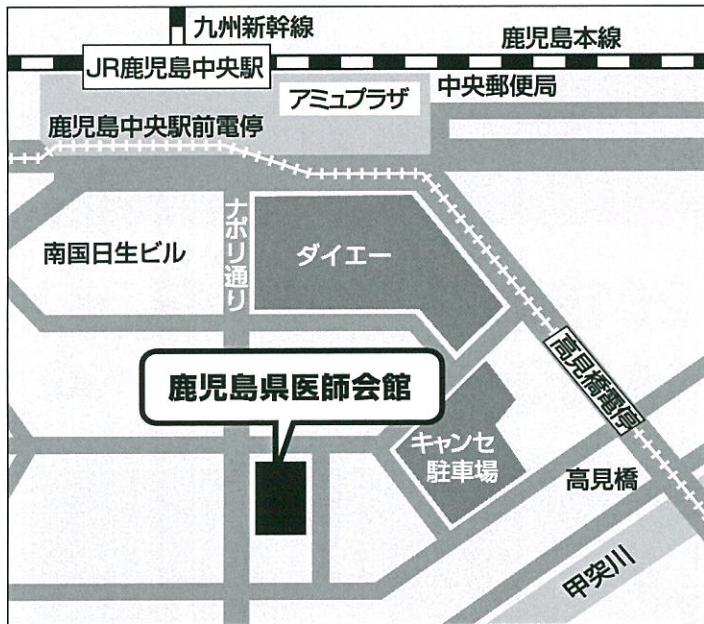 九州新幹線
鹿児島本線
JR鹿児島中央駅
アミュプラザ
中央郵便局
鹿児島中央駅前電停
ナポリ通り
南国日生ビル
ダイエー
高見橋電停
鹿児島県医師会館
キャンセ
駐車場
高見橋
甲突川